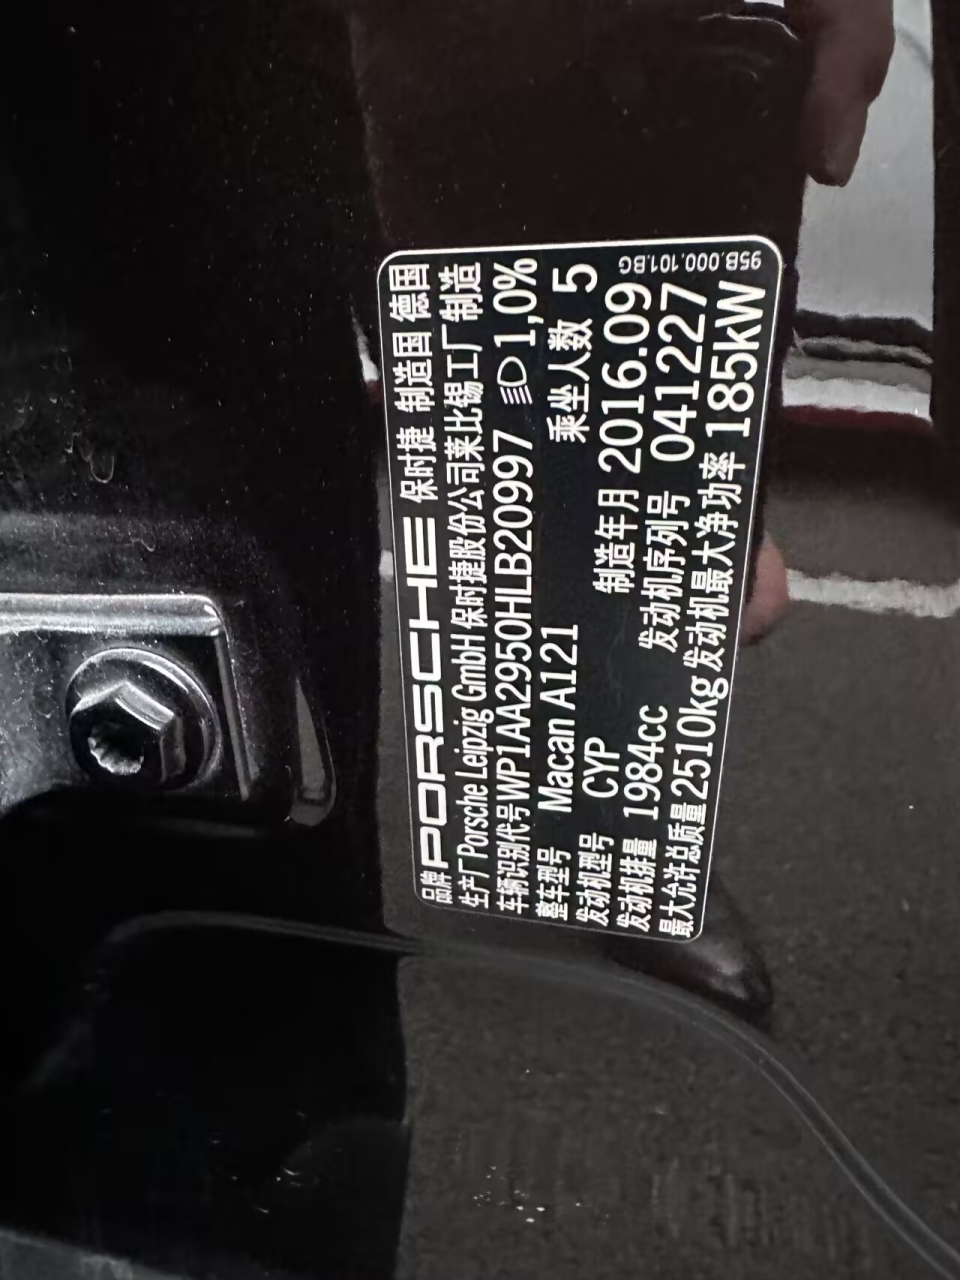 品牌 PORSCHE 保时捷 制造国 德国
生产厂 Porsche Leipzig GmbH 保时捷股份公司莱比锡工厂制造
车辆识别代号 WP1AA2950HLB20997 1,0%
整车型号 Macan A121 乘坐人数 5
发动机型号 CYP 制造年月 2016.09
发动机排量 1984cc 发动机序列号 041227
最大允许总质量 2510kg 发动机最大净功率 185kW
95B.000.101.BG